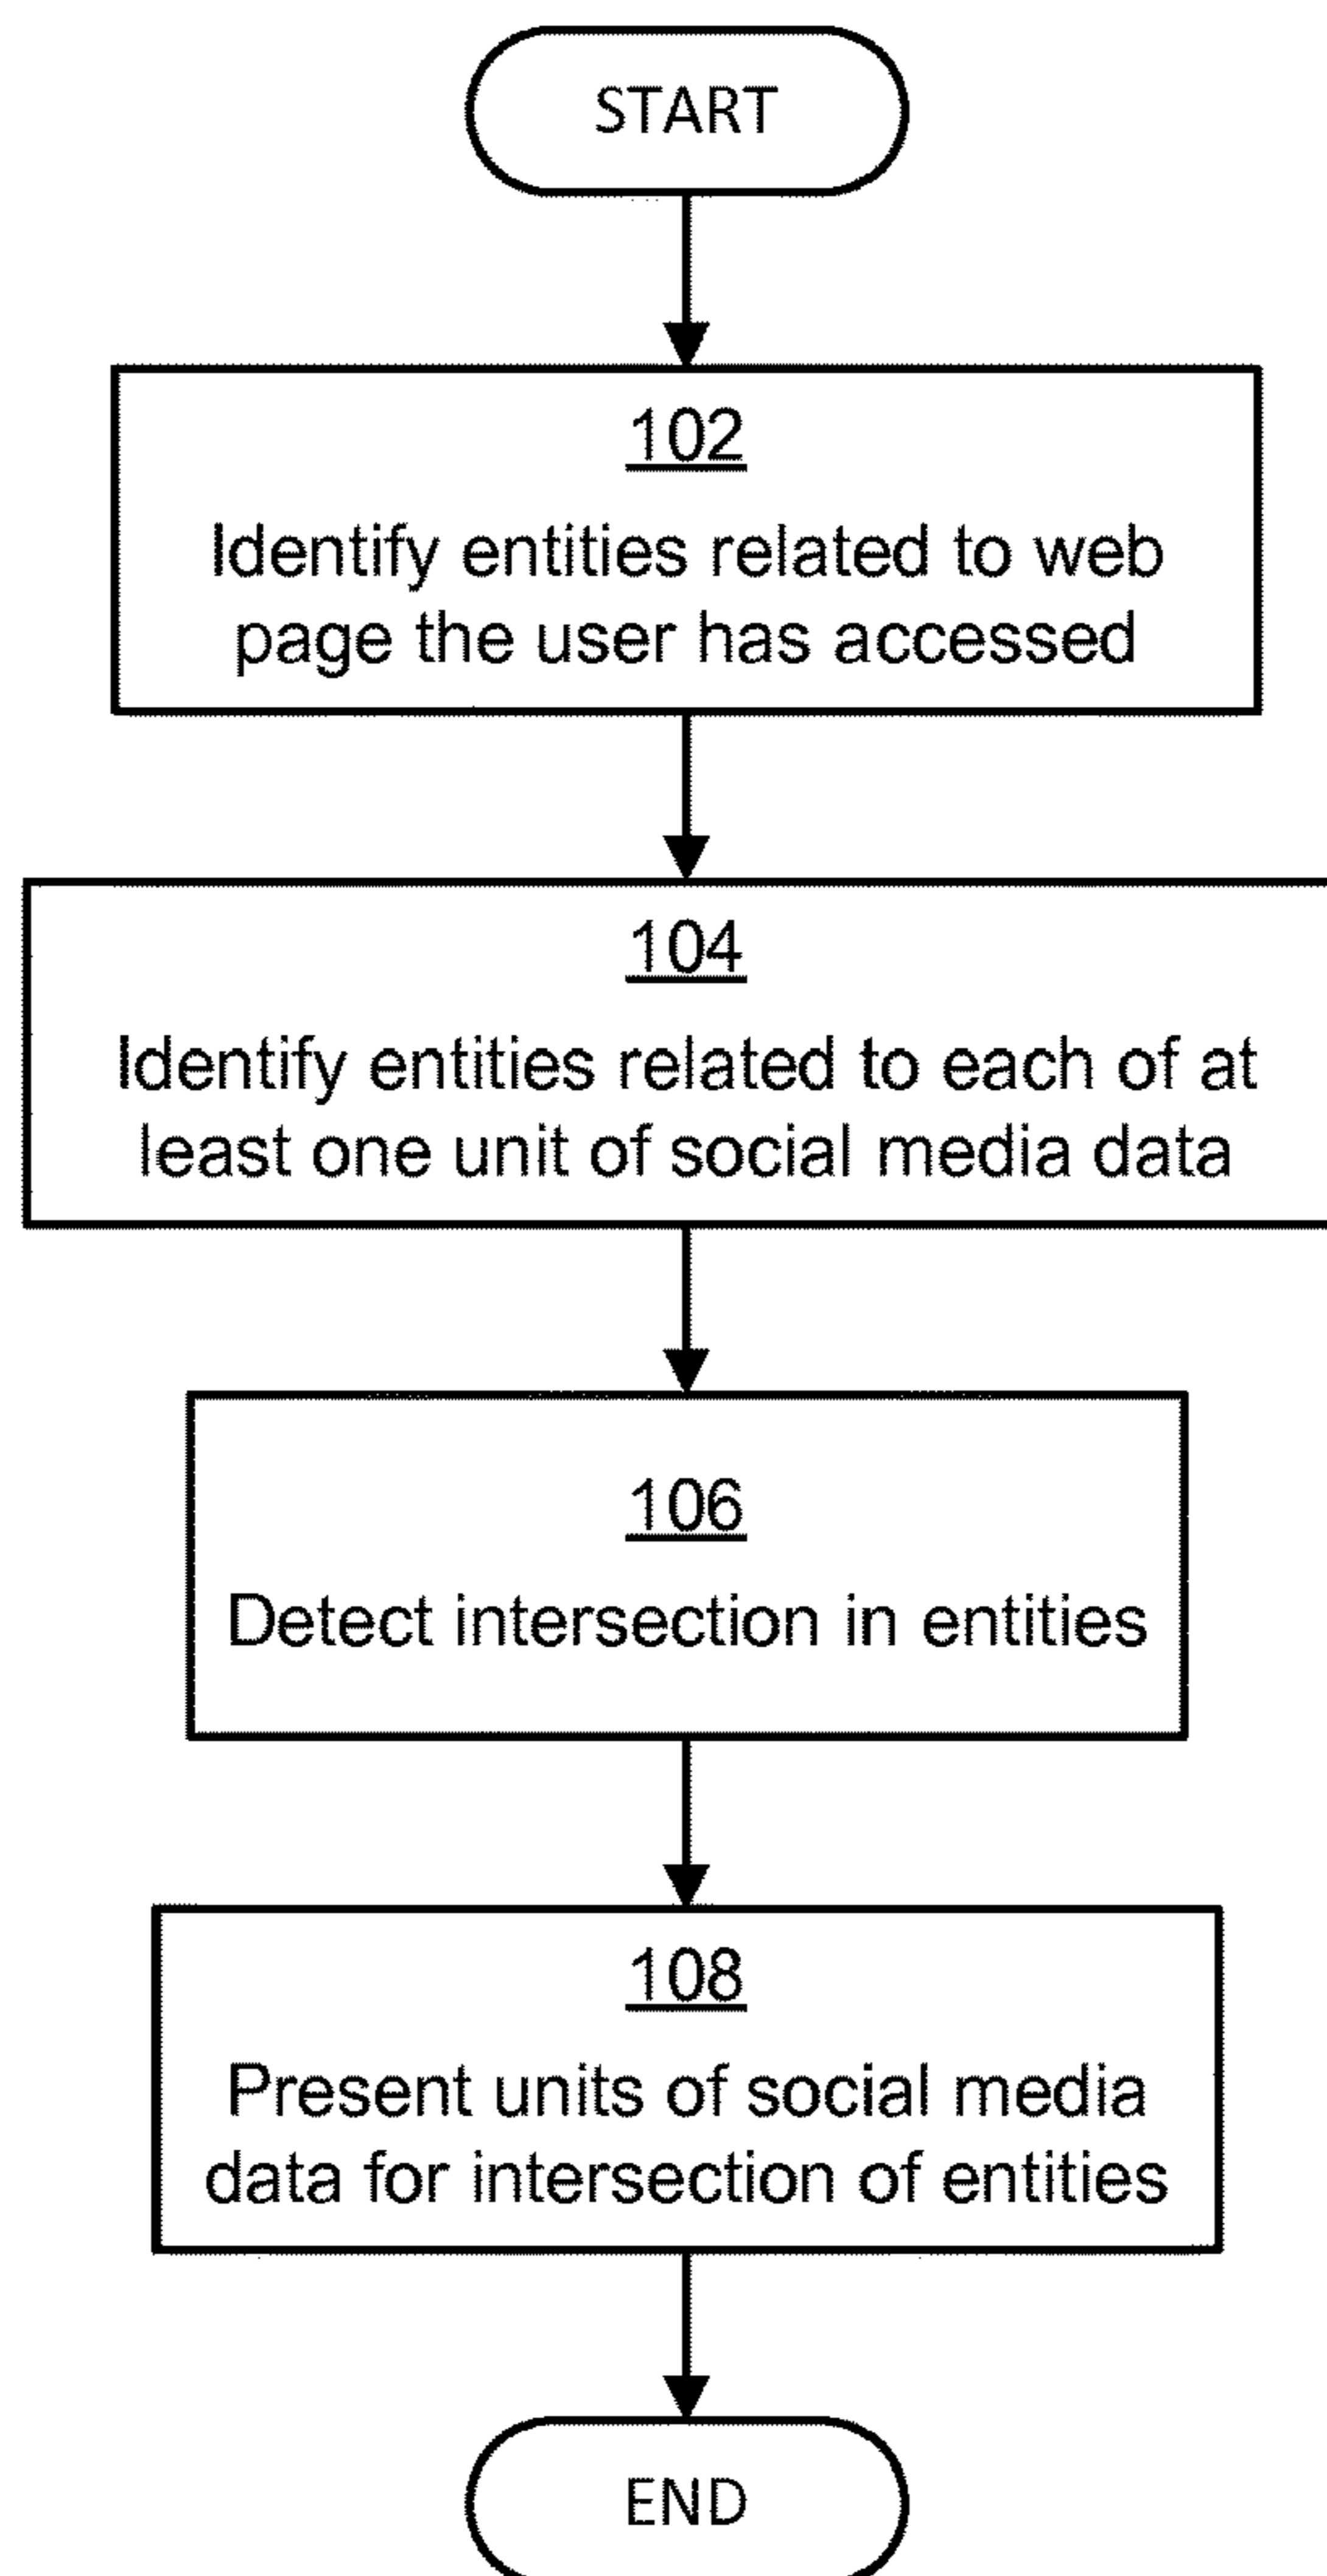 START
102
Identify entities related to web
page the user has accessed
104
Identify entities related to each of at
least one unit of social media data
106
Detect intersection in entities
108
Present units of social media
data for intersection of entities
END